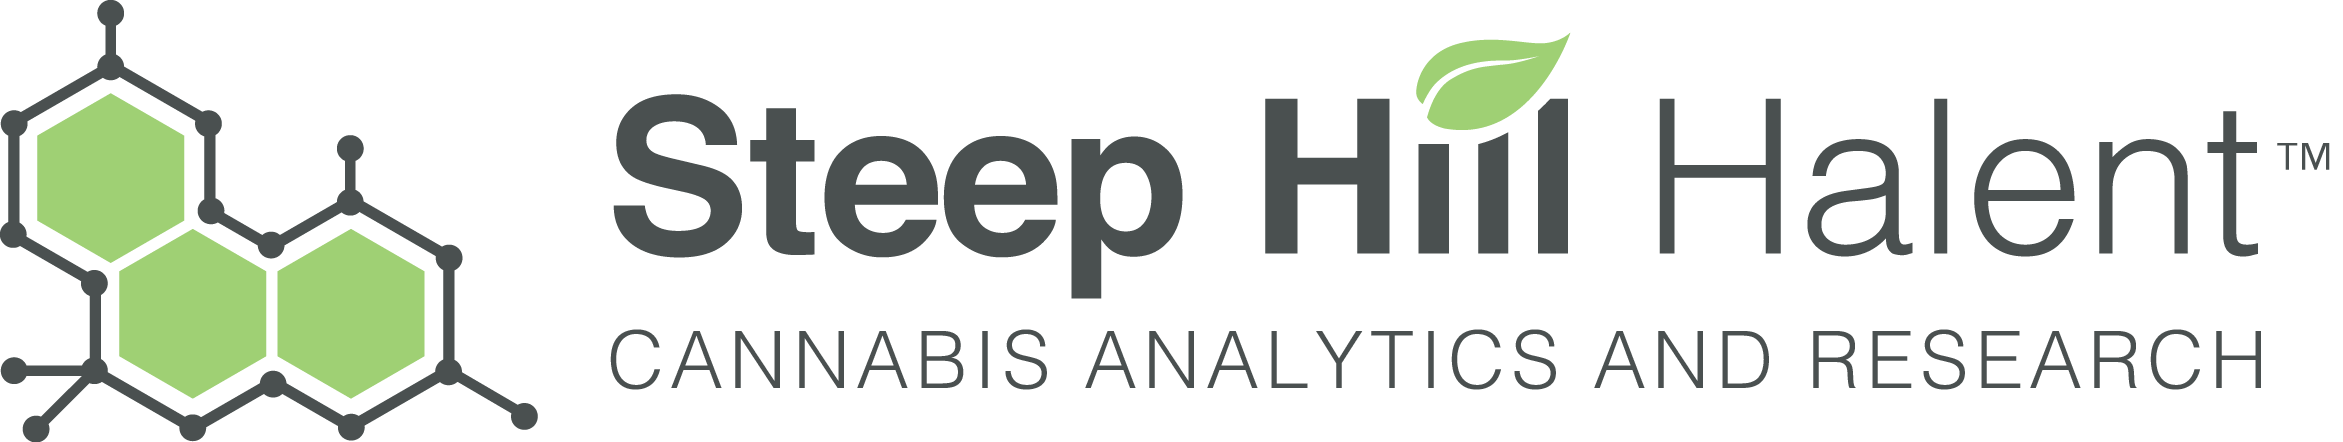 Steep Hill Halent™
CANNABIS ANALYTICS AND RESEARCH